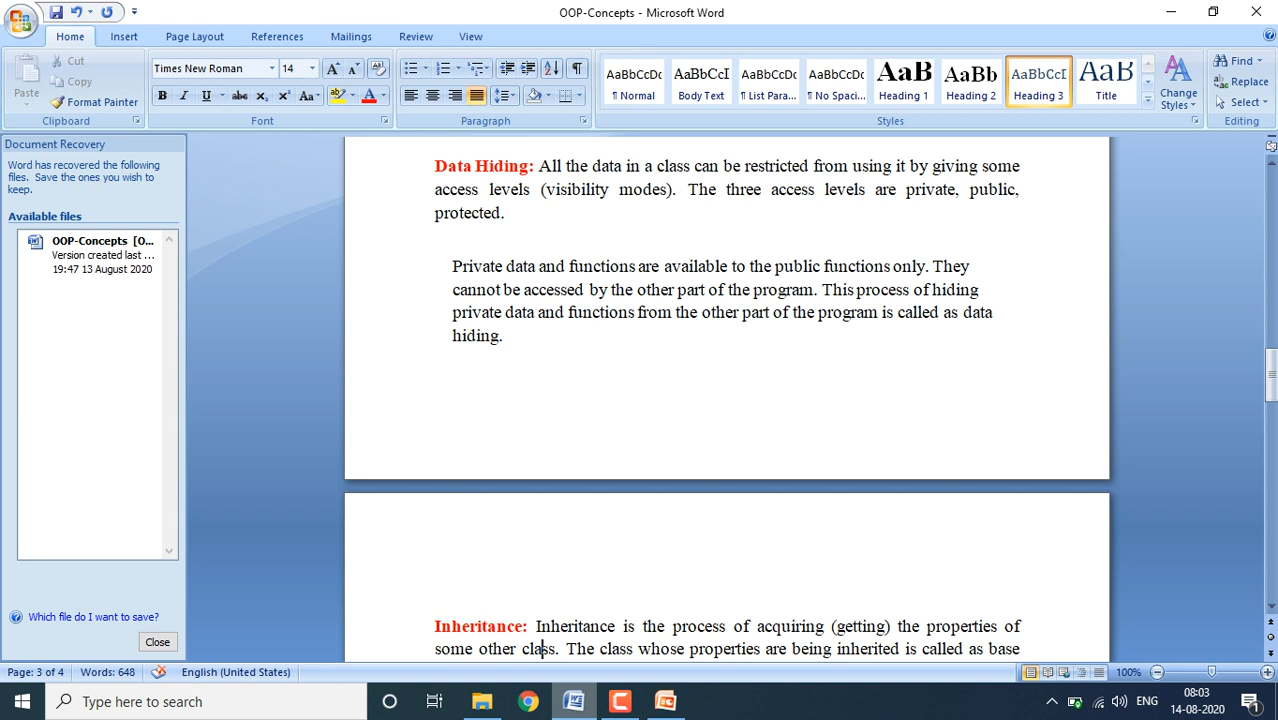 OOP-Concepts - Microsoft Word
Home Insert Page Layout References Mailings Review View
Paste Cut Copy Format Painter Clipboard
Times New Roman 14 Font
Paragraph
AaBbCcDc AaBbCcI AaBbCcDc AaBbCcDc AaB AaBb AaBbCcI AaB
¶ Normal Body Text ¶ List Para... ¶ No Spaci... Heading 1 Heading 2 Heading 3 Title
Change Styles Styles
Find Replace Select Editing
Document Recovery
Word has recovered the following
files. Save the ones you wish to
keep.
Available files
OOP-Concepts [O...
Version created last ...
19:47 13 August 2020
Which file do I want to save?
Close
Data Hiding: All the data in a class can be restricted from using it by giving some
access levels (visibility modes). The three access levels are private, public,
protected.
Private data and functions are available to the public functions only. They
cannot be accessed by the other part of the program. This process of hiding
private data and functions from the other part of the program is called as data
hiding.
Inheritance: Inheritance is the process of acquiring (getting) the properties of
some other class. The class whose properties are being inherited is called as base
Page: 3 of 4 Words: 648 English (United States) 100%
Type here to search ENG 08:03
14-08-2020